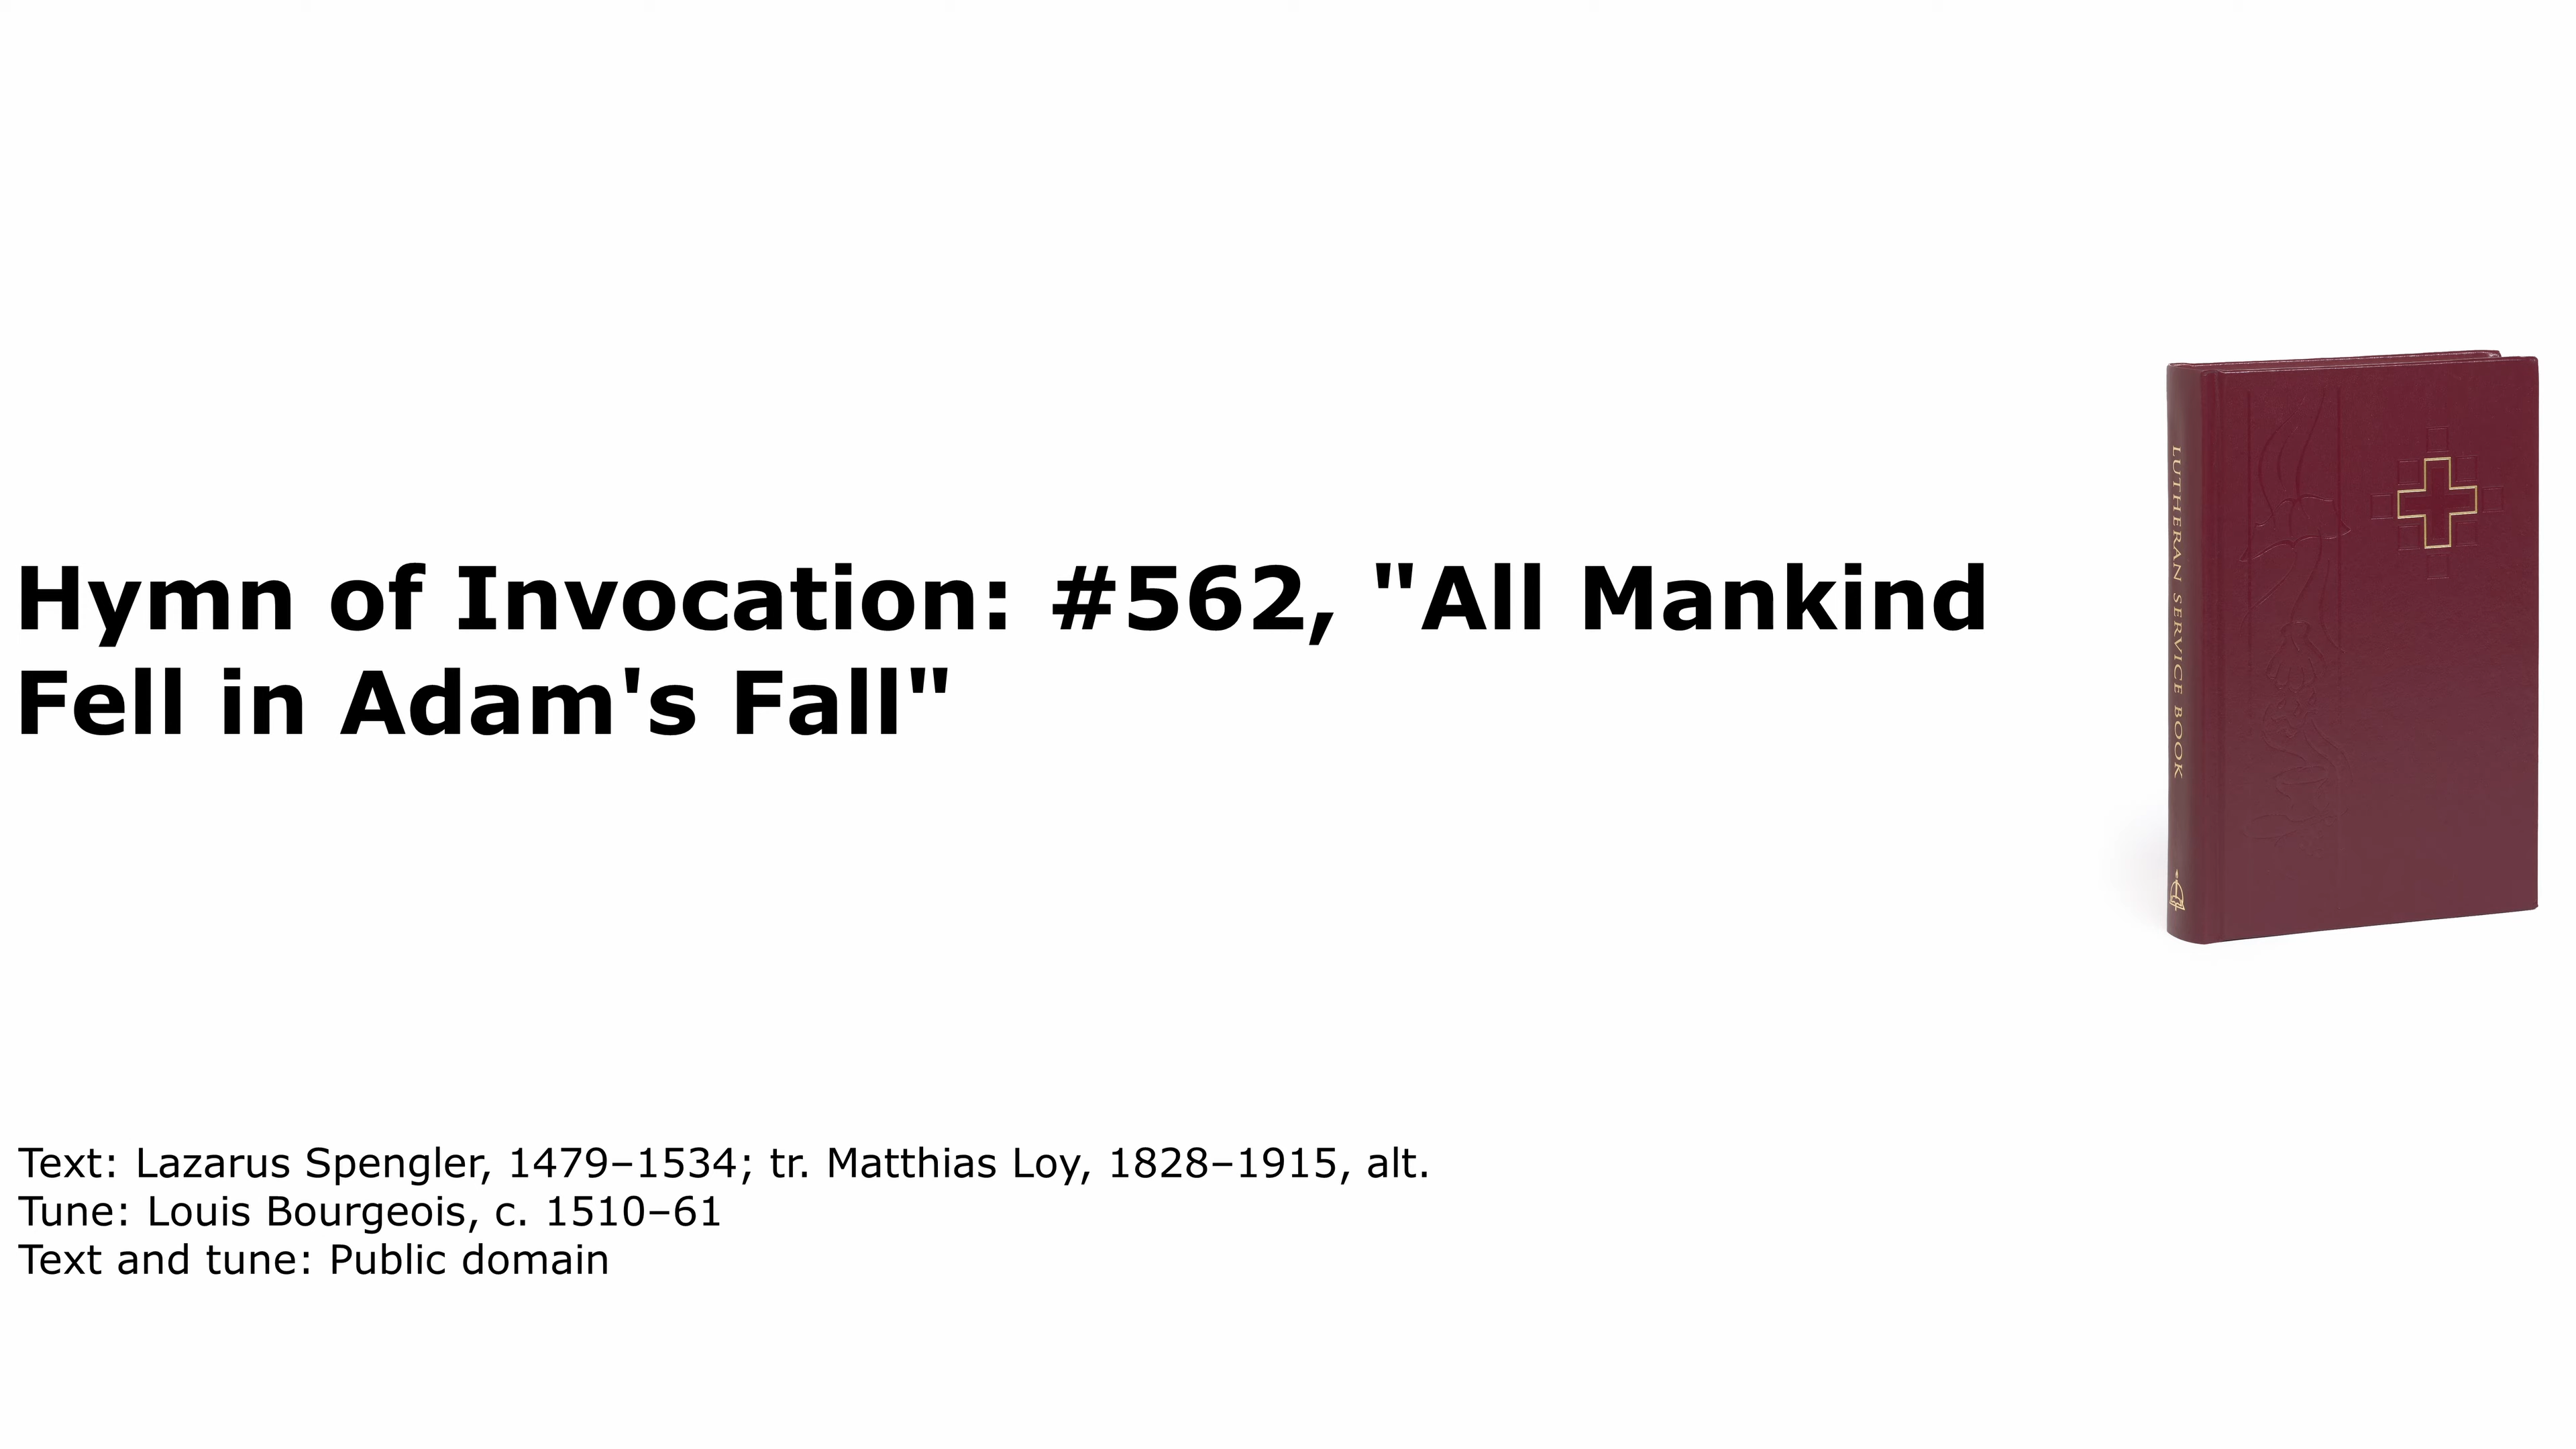 Hymn of Invocation: #562, "All Mankind
Fell in Adam's Fall"
LUTHERAN SERVICE BOOK
Text: Lazarus Spengler, 1479–1534; tr. Matthias Loy, 1828–1915, alt.
Tune: Louis Bourgeois, c. 1510–61
Text and tune: Public domain